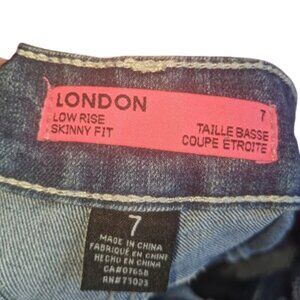 LONDON
7
LOW RISE
SKINNY FIT
TAILLE BASSE
COUPE ÉTROITE
7
MADE IN CHINA
FABRIQUÉ EN CHINE
HECHO EN CHINA
CA#07658
RN#71023